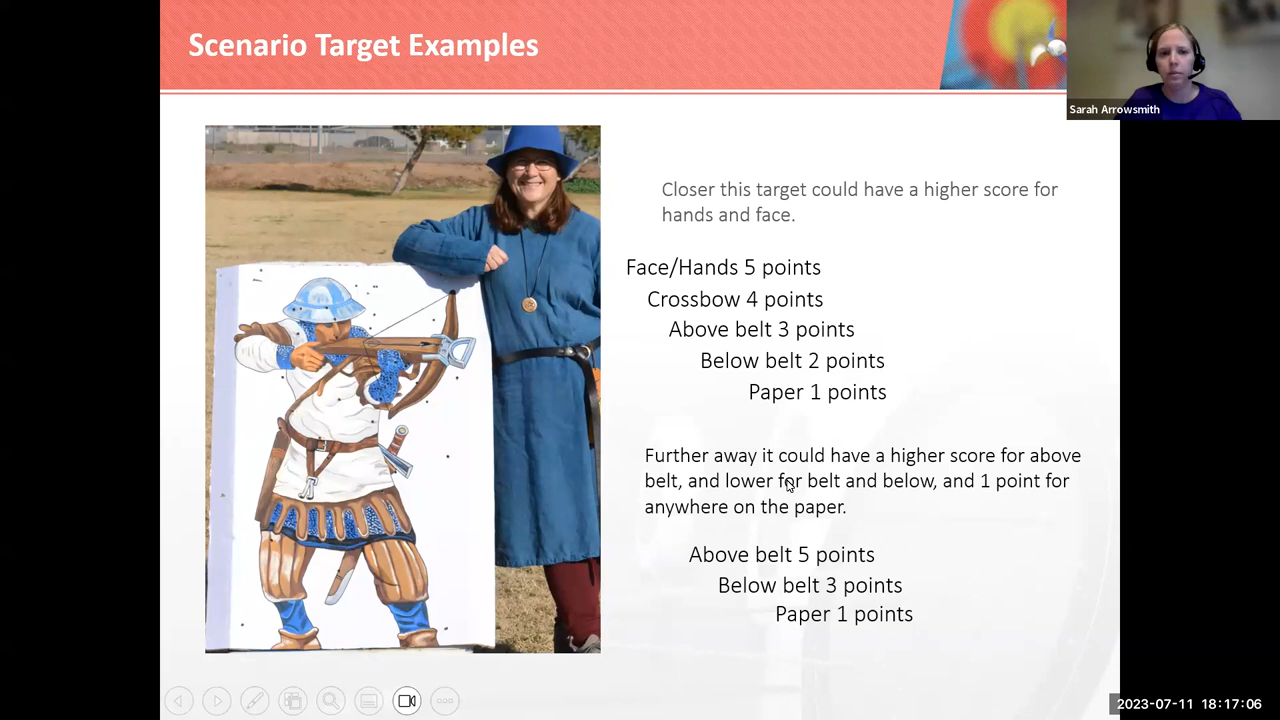 Scenario Target Examples
Sarah Arrowsmith
Closer this target could have a higher score for
hands and face.
Face/Hands 5 points
Crossbow 4 points
Above belt 3 points
Below belt 2 points
Paper 1 points
Further away it could have a higher score for above
belt, and lower for belt and below, and 1 point for
anywhere on the paper.
Above belt 5 points
Below belt 3 points
Paper 1 points
2023-07-11 18:17:06